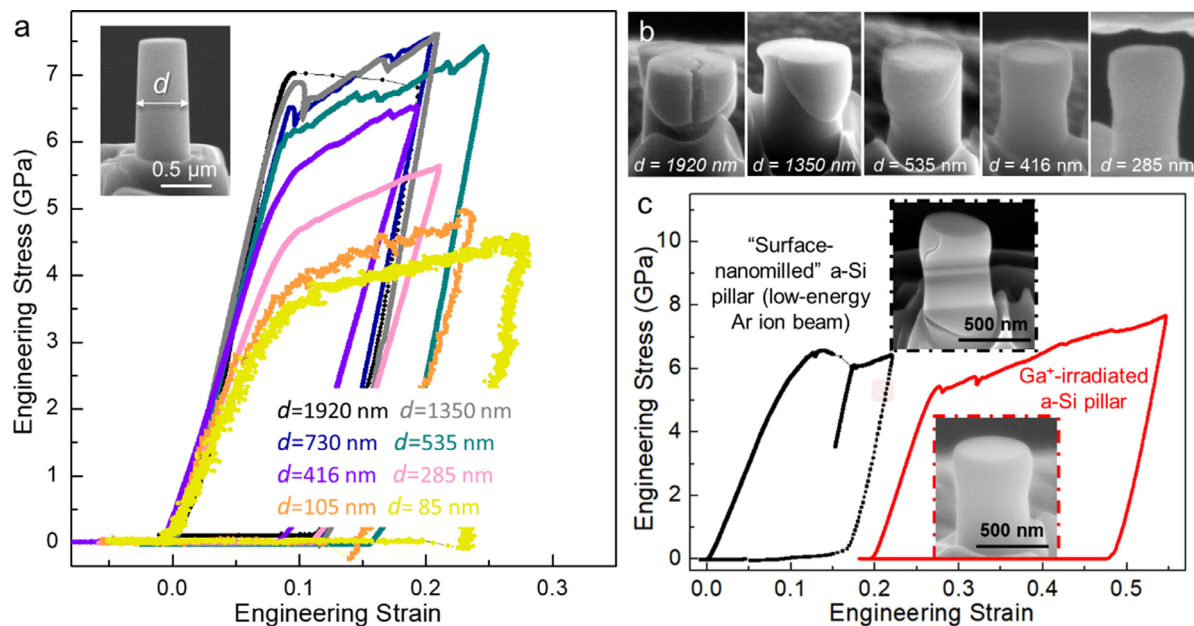 a
d
0.5 μm
Engineering Stress (GPa)
7
6
5
4
3
2
1
0
d=1920 nm d=1350 nm
d=730 nm d=535 nm
d=416 nm d=285 nm
d=105 nm d= 85 nm
0.0 0.1 0.2 0.3
Engineering Strain
b
d = 1920 nm d = 1350 nm d = 535 nm d = 416 nm d = 285 nm
c
Engineering Stress (GPa)
10
8
6
4
2
0
“Surface-
nanomilled” a-Si
pillar (low-energy
Ar ion beam)
500 nm
Ga⁺-irradiated
a-Si pillar
500 nm
0.0 0.1 0.2 0.3 0.4 0.5
Engineering Strain